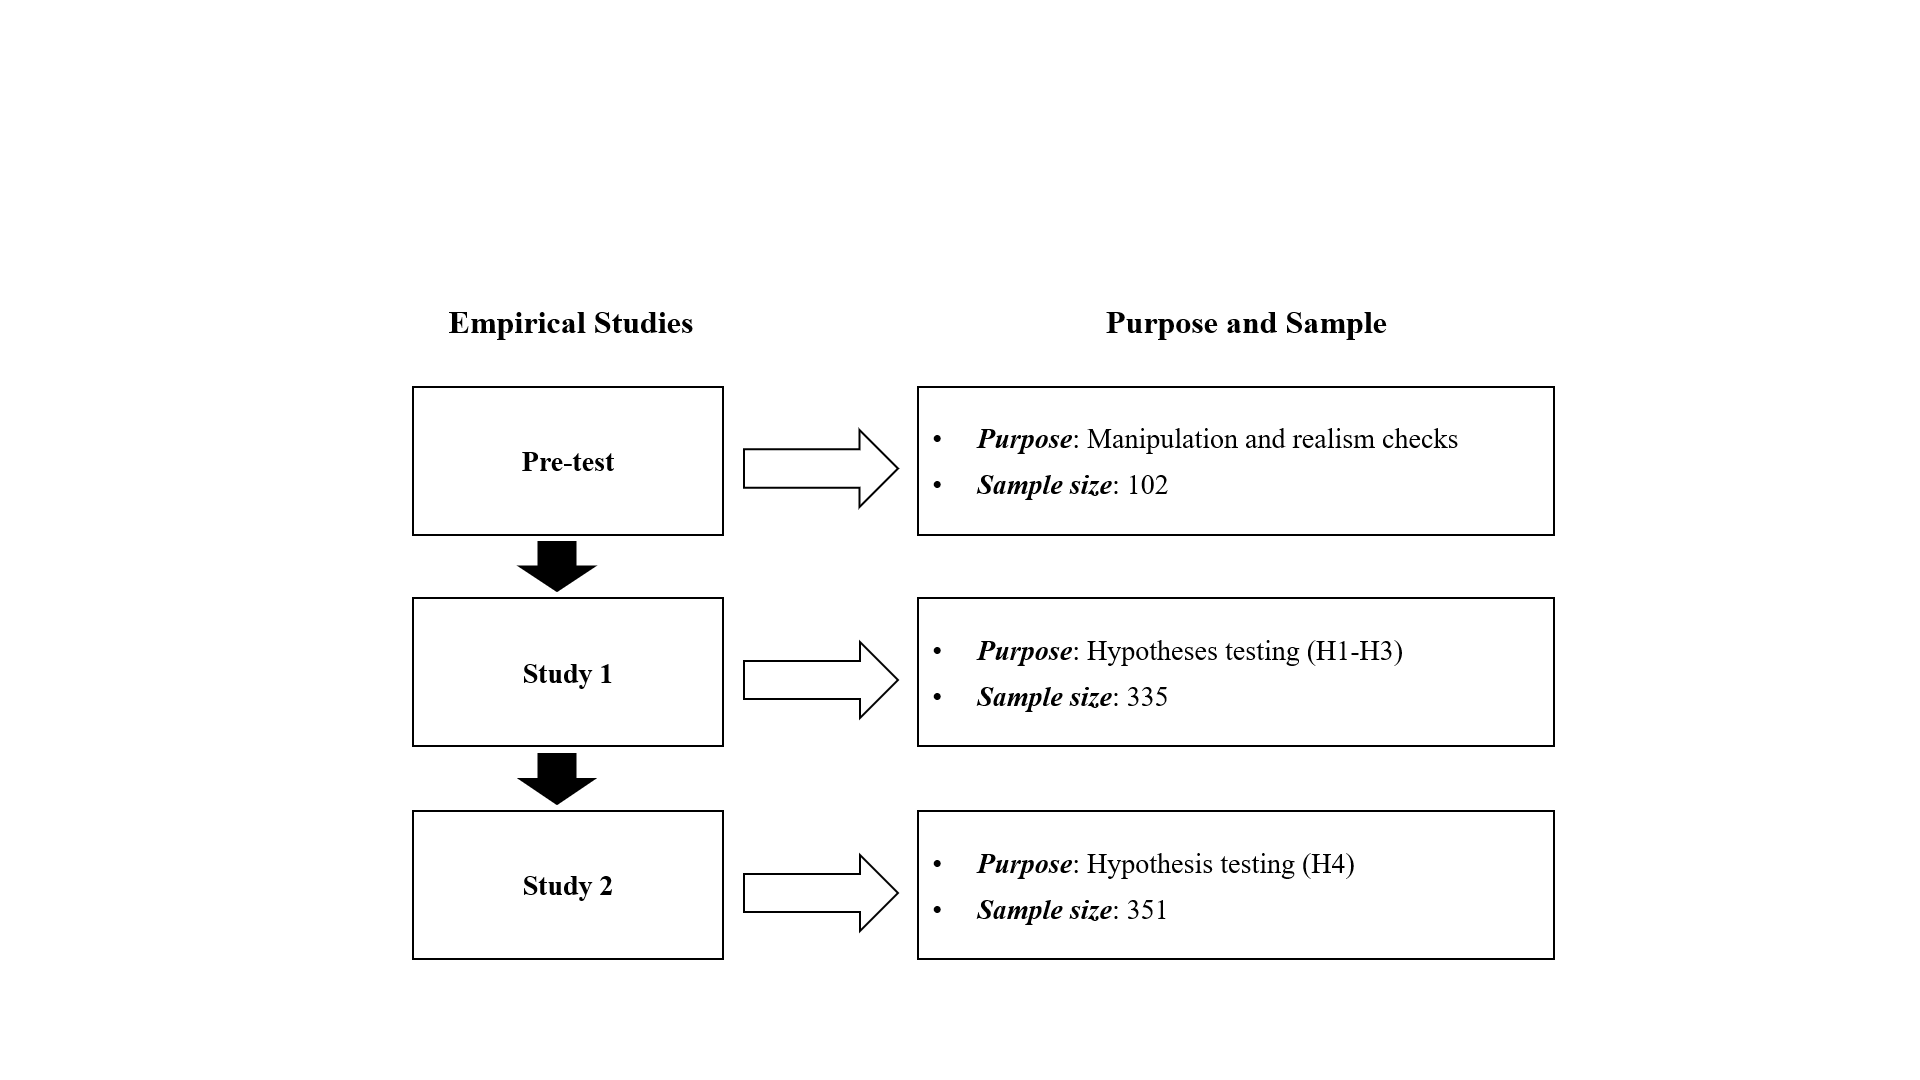 Empirical Studies
Purpose and Sample
Pre-test
• Purpose: Manipulation and realism checks
• Sample size: 102
Study 1
• Purpose: Hypotheses testing (H1-H3)
• Sample size: 335
Study 2
• Purpose: Hypothesis testing (H4)
• Sample size: 351